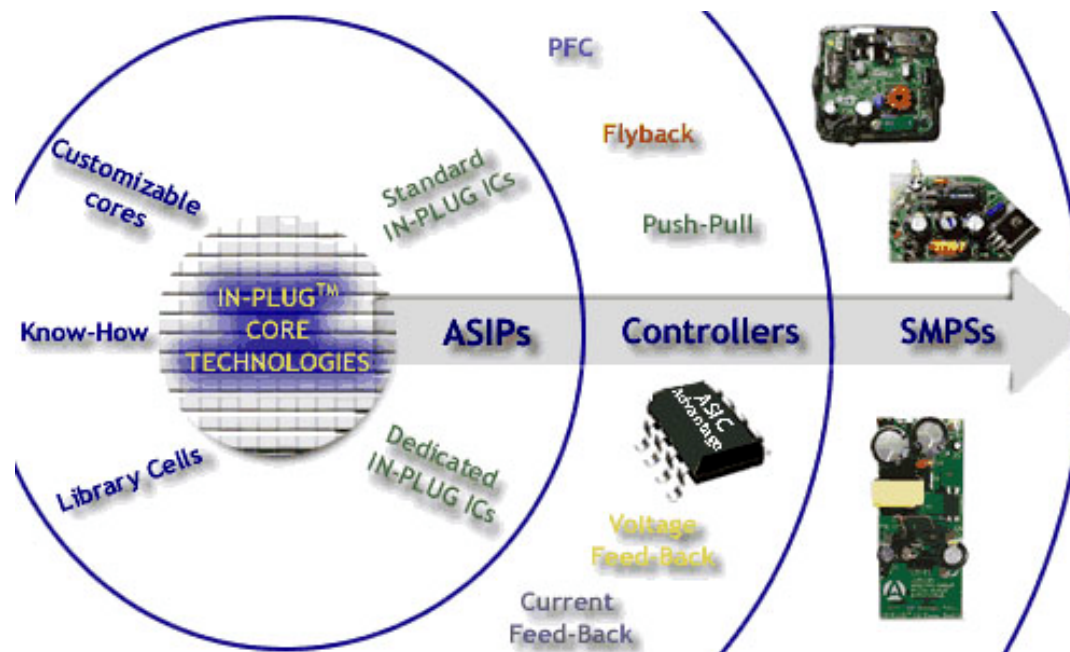 PFC
Flyback
Push-Pull
Customizable
cores
Standard
IN-PLUG ICs
Know-How
IN-PLUG™
CORE
TECHNOLOGIES
ASIPs
Controllers
SMPSs
Library Cells
Dedicated
IN-PLUG ICs
ASIC
Advantage
Voltage
Feed-Back
Current
Feed-Back